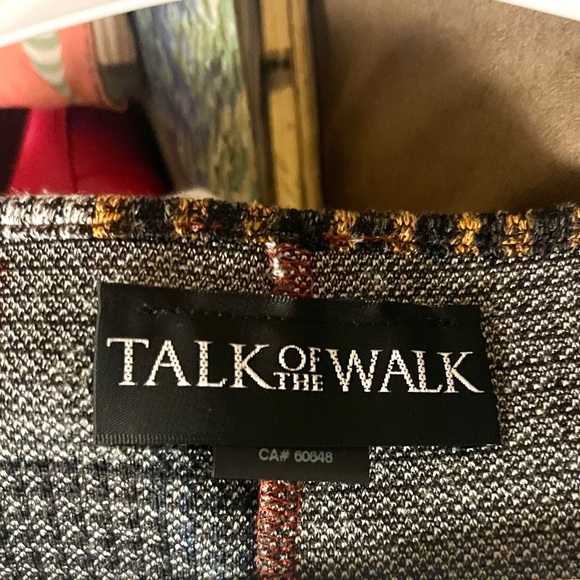 TALK OF THE WALK
CA# 60648